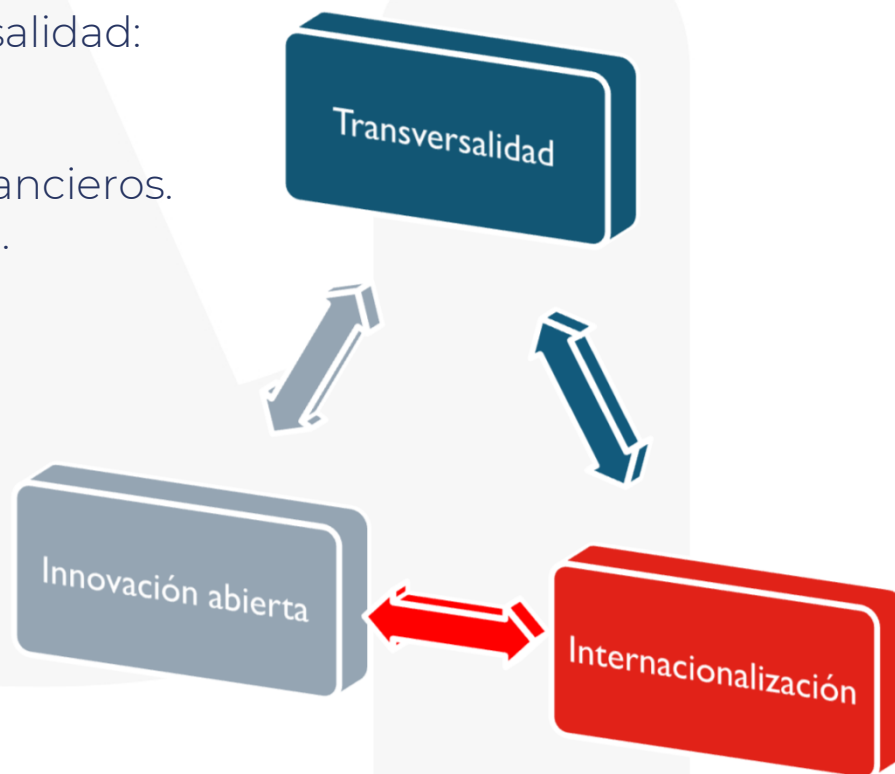 salidad:
ancieros.
.
Transversalidad
Innovación abierta
Internacionalización